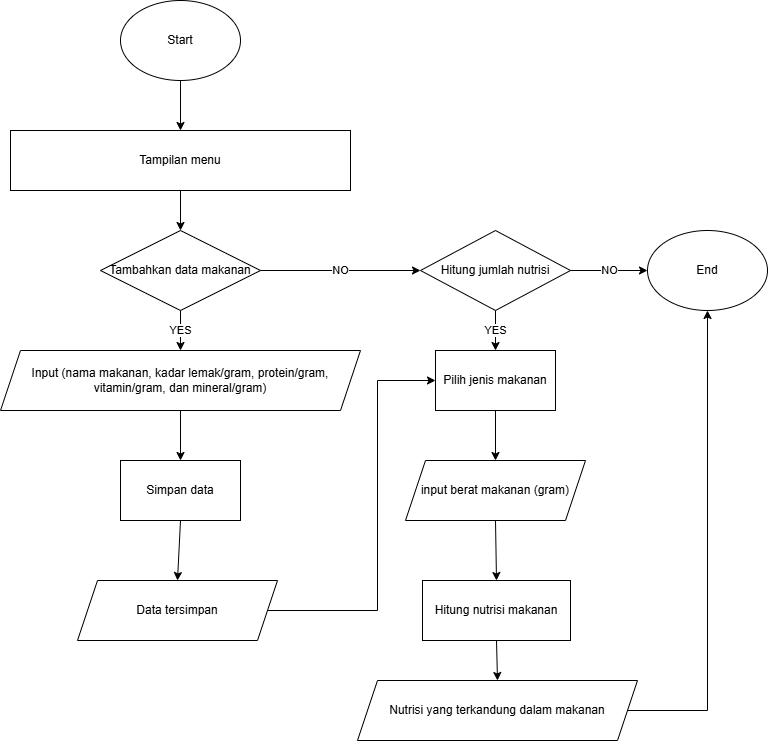 Start
Tampilan menu
Tambahkan data makanan
NO
Hitung jumlah nutrisi
NO
End
YES
YES
Input (nama makanan, kadar lemak/gram, protein/gram,
vitamin/gram, dan mineral/gram)
Pilih jenis makanan
Simpan data
input berat makanan (gram)
Data tersimpan
Hitung nutrisi makanan
Nutrisi yang terkandung dalam makanan